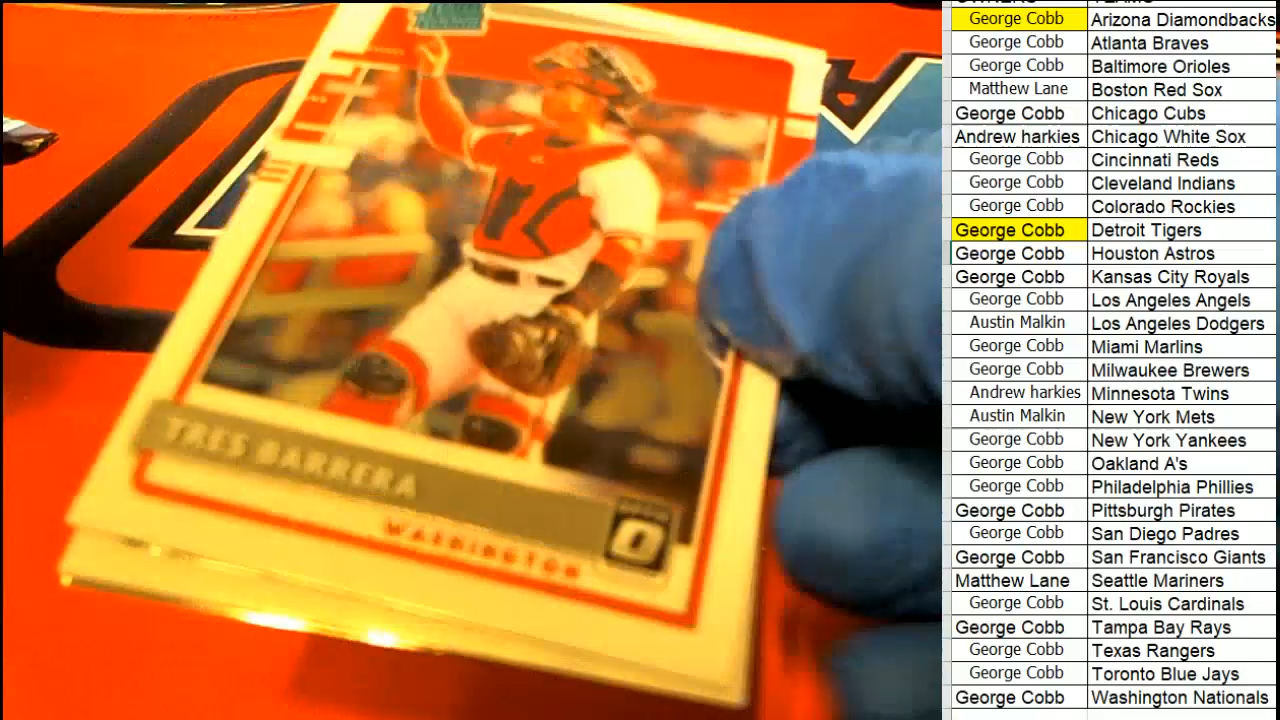 TRES BARRERA
WASHINGTON
George Cobb Arizona Diamondbacks
George Cobb Atlanta Braves
George Cobb Baltimore Orioles
Matthew Lane Boston Red Sox
George Cobb Chicago Cubs
Andrew harkies Chicago White Sox
George Cobb Cincinnati Reds
George Cobb Cleveland Indians
George Cobb Colorado Rockies
George Cobb Detroit Tigers
George Cobb Houston Astros
George Cobb Kansas City Royals
George Cobb Los Angeles Angels
Austin Malkin Los Angeles Dodgers
George Cobb Miami Marlins
George Cobb Milwaukee Brewers
Andrew harkies Minnesota Twins
Austin Malkin New York Mets
George Cobb New York Yankees
George Cobb Oakland A's
George Cobb Philadelphia Phillies
George Cobb Pittsburgh Pirates
George Cobb San Diego Padres
George Cobb San Francisco Giants
Matthew Lane Seattle Mariners
George Cobb St. Louis Cardinals
George Cobb Tampa Bay Rays
George Cobb Texas Rangers
George Cobb Toronto Blue Jays
George Cobb Washington Nationals